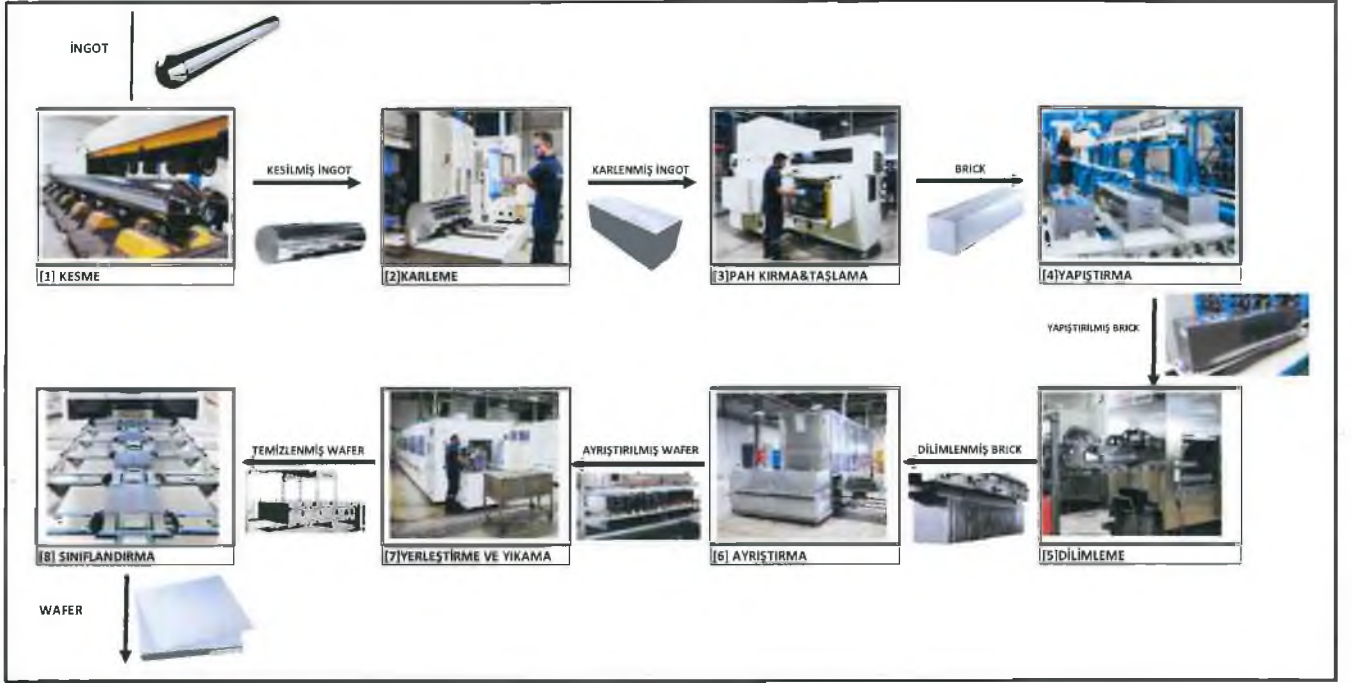 İNGOT
KESİLMİŞ İNGOT
KARLENMİŞ İNGOT
BRICK
[1] KESME
[2]KARLEME
[3]PAH KIRMA&TAŞLAMA
[4]YAPIŞTIRMA
YAPIŞTIRILMIŞ BRICK
TEMİZLENMİŞ WAFER
AYRIŞTIRILMIŞ WAFER
DİLİMLENMİŞ BRICK
[8] SINIFLANDIRMA
[7]YERLEŞTİRME VE YIKAMA
[6] AYRIŞTIRMA
[5]DİLİMLEME
WAFER